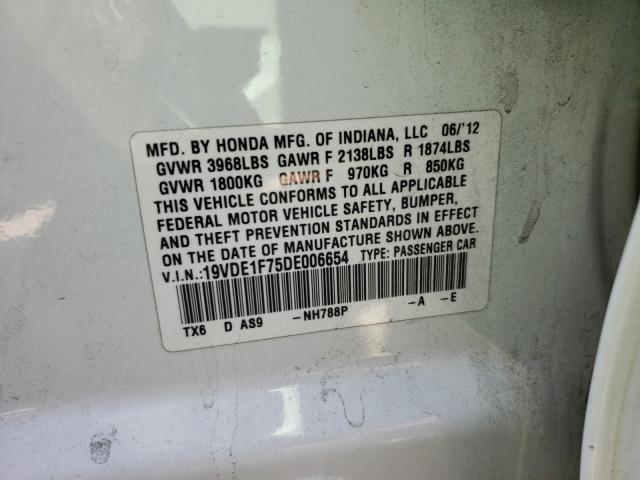 MFD. BY HONDA MFG. OF INDIANA, LLC 06/'12
GVWR 3968LBS GAWR F 2138LBS R 1874LBS
GVWR 1800KG GAWR F 970KG R 850KG
THIS VEHICLE CONFORMS TO ALL APPLICABLE
FEDERAL MOTOR VEHICLE SAFETY, BUMPER,
AND THEFT PREVENTION STANDARDS IN EFFECT
ON THE DATE OF MANUFACTURE SHOWN ABOVE.
V.I.N.:19VDE1F75DE006654 TYPE: PASSENGER CAR
TX6 D AS9 -NH788P -A -E